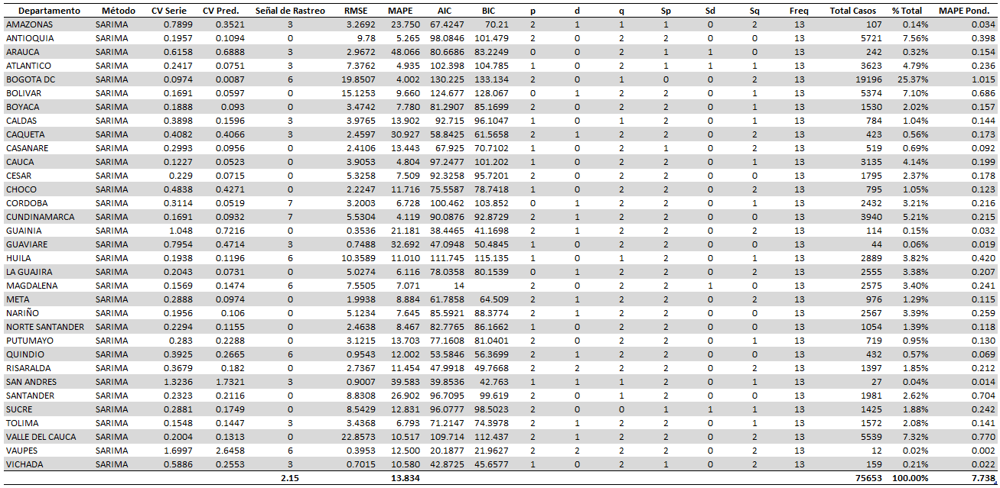 Departamento Método CV Serie CV Pred. Señal de Rastreo RMSE MAPE AIC BIC p d q Sp Sd Sq Freq Total Casos % Total MAPE Pond.
AMAZONAS SARIMA 0.7899 0.3521 3 3.2692 23.750 67.4247 70.21 2 1 1 1 0 2 13 107 0.14% 0.034
ANTIOQUIA SARIMA 0.1957 0.1094 0 9.78 5.265 98.0846 101.479 2 0 2 2 0 2 13 5721 7.56% 0.398
ARAUCA SARIMA 0.6158 0.6888 3 2.9672 48.066 80.6686 83.2249 0 0 2 1 1 0 13 242 0.32% 0.154
ATLANTICO SARIMA 0.2417 0.0751 3 7.3762 4.935 102.398 104.785 1 0 2 1 1 1 13 3623 4.79% 0.236
BOGOTA DC SARIMA 0.0974 0.0087 6 19.8507 4.002 130.225 133.134 2 0 1 0 0 2 13 19196 25.37% 1.015
BOLIVAR SARIMA 0.1691 0.0597 0 15.1253 9.660 124.677 128.067 0 1 2 2 0 1 13 5374 7.10% 0.686
BOYACA SARIMA 0.1888 0.093 0 3.4742 7.780 81.2907 85.1699 2 0 2 2 0 1 13 1530 2.02% 0.157
CALDAS SARIMA 0.3898 0.1596 3 3.9765 13.902 92.715 96.1047 1 0 1 2 0 1 13 784 1.04% 0.144
CAQUETA SARIMA 0.4082 0.4066 3 2.4597 30.927 58.8425 61.5658 2 1 2 2 0 2 13 423 0.56% 0.173
CASANARE SARIMA 0.2993 0.0956 0 2.4106 13.443 67.925 70.7102 1 0 2 1 0 2 13 519 0.69% 0.092
CAUCA SARIMA 0.1227 0.0523 0 3.9053 4.804 97.2477 101.202 1 0 2 2 0 1 13 3135 4.14% 0.199
CESAR SARIMA 0.229 0.0715 0 5.3258 7.509 92.3258 95.7201 2 0 2 2 0 2 13 1795 2.37% 0.178
CHOCO SARIMA 0.4838 0.4271 0 2.2247 11.716 75.5587 78.7418 1 0 2 2 0 2 13 795 1.05% 0.123
CORDOBA SARIMA 0.3114 0.0519 7 3.2003 6.728 100.462 103.852 0 1 2 2 0 1 13 2432 3.21% 0.216
CUNDINAMARCA SARIMA 0.1691 0.0932 7 5.5304 4.119 90.0876 92.8729 2 1 2 2 0 0 13 3940 5.21% 0.215
GUAINIA SARIMA 1.048 0.7216 0 0.3536 21.181 38.4465 41.1698 2 1 2 2 0 2 13 114 0.15% 0.032
GUAVIARE SARIMA 0.7954 0.4714 3 0.7488 32.692 47.0948 50.4845 1 0 2 2 0 0 13 44 0.06% 0.019
HUILA SARIMA 0.1938 0.1196 6 10.3589 11.010 111.745 115.135 1 0 1 2 0 1 13 2889 3.82% 0.420
LA GUAJIRA SARIMA 0.2043 0.0731 0 5.0274 6.116 78.0358 80.1539 0 1 2 2 0 2 13 2555 3.38% 0.207
MAGDALENA SARIMA 0.1569 0.1474 6 7.5505 7.071 14 2 0 2 2 1 0 13 2575 3.40% 0.241
META SARIMA 0.2888 0.0974 0 1.9938 8.884 61.7858 64.509 2 1 2 2 0 2 13 976 1.29% 0.115
NARIÑO SARIMA 0.1956 0.106 0 5.1234 7.645 85.5921 88.3774 2 1 2 2 0 0 13 2567 3.39% 0.259
NORTE SANTANDER SARIMA 0.2294 0.1155 0 2.4638 8.467 82.7765 86.1662 1 0 2 2 0 0 13 1054 1.39% 0.118
PUTUMAYO SARIMA 0.283 0.2288 0 3.1215 13.703 77.1608 81.0401 2 0 2 2 0 1 13 719 0.95% 0.130
QUINDIO SARIMA 0.3925 0.2665 6 0.9543 12.002 53.5846 56.3699 2 1 2 2 0 0 13 432 0.57% 0.069
RISARALDA SARIMA 0.3679 0.182 0 2.7367 11.454 47.9918 49.7668 2 2 2 2 0 2 13 1397 1.85% 0.212
SAN ANDRES SARIMA 1.3236 1.7321 3 0.9007 39.583 39.8536 42.763 1 1 1 2 0 1 13 27 0.04% 0.014
SANTANDER SARIMA 0.2323 0.2116 0 8.8308 26.902 96.7095 99.619 2 0 1 2 0 0 13 1981 2.62% 0.704
SUCRE SARIMA 0.2881 0.1749 0 8.5429 12.831 96.0777 98.5023 2 0 0 1 1 1 13 1425 1.88% 0.242
TOLIMA SARIMA 0.1548 0.1447 3 3.4368 6.793 71.2147 74.3978 2 1 2 2 0 1 13 1572 2.08% 0.141
VALLE DEL CAUCA SARIMA 0.2004 0.1313 0 22.8573 10.517 109.714 112.437 2 1 2 2 0 2 13 5539 7.32% 0.770
VAUPES SARIMA 1.6997 2.6458 6 0.3953 12.500 20.1877 21.9627 2 2 2 2 0 2 13 12 0.02% 0.002
VICHADA SARIMA 0.5886 0.2553 3 0.7015 10.580 42.8725 45.6577 1 0 2 1 0 2 13 159 0.21% 0.022
2.15 13.834 75653 100.00% 7.738